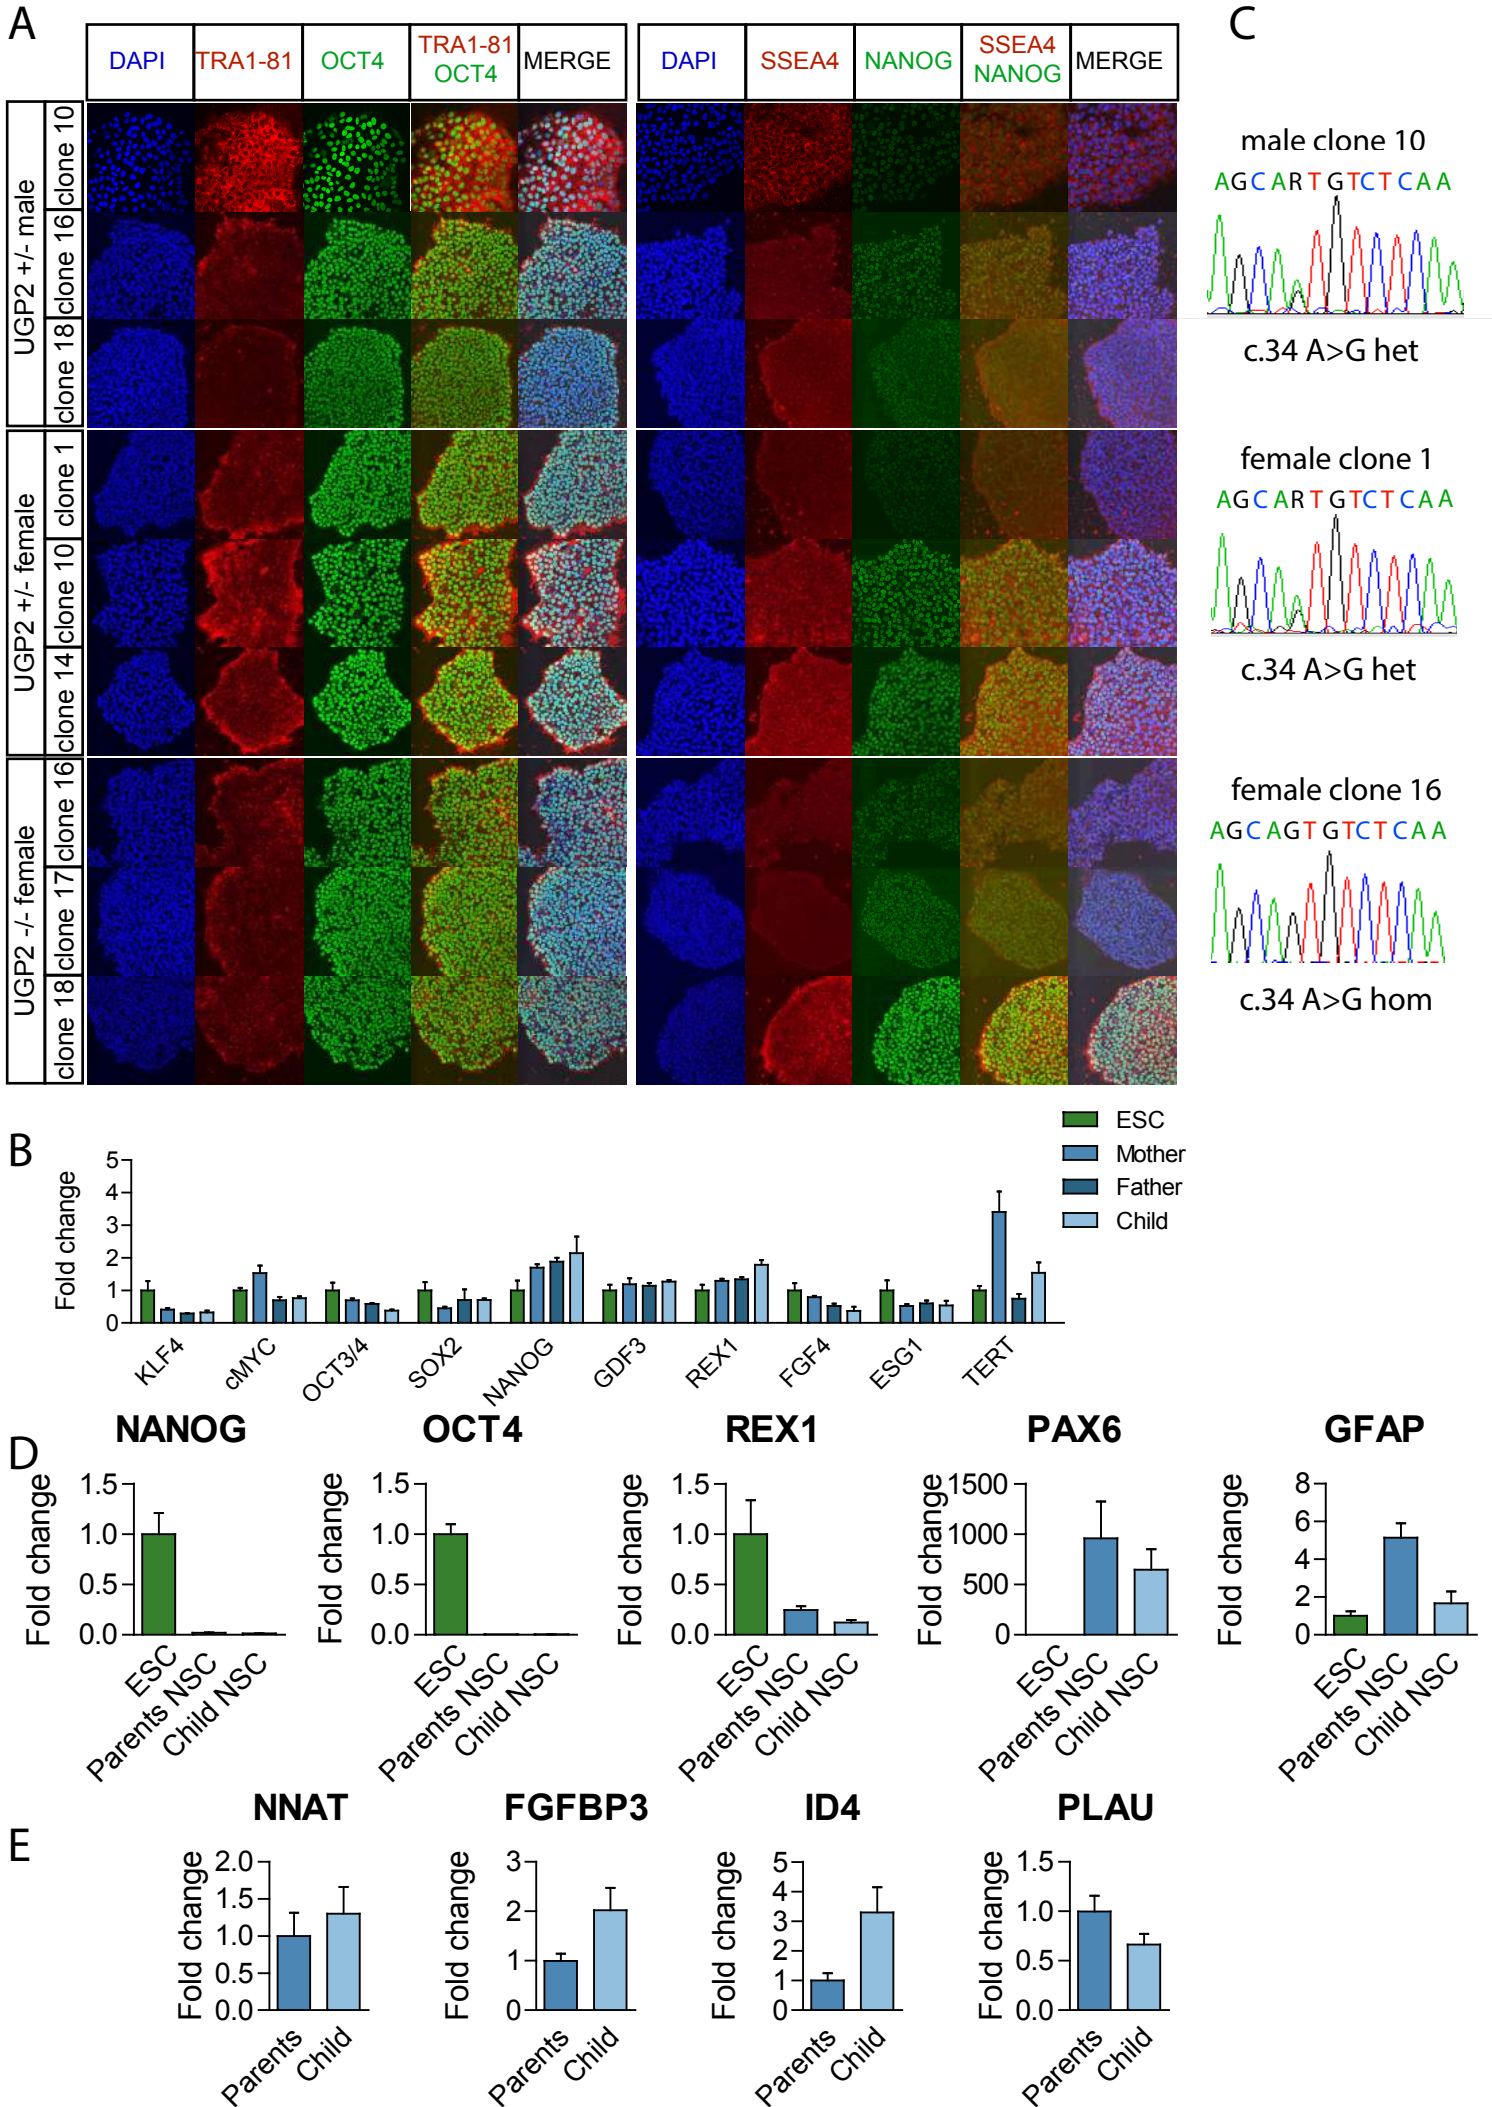 A
C
DAPI
TRA1-81
OCT4
TRA1-81
OCT4
MERGE
DAPI
SSEA4
NANOG
SSEA4
NANOG
MERGE
UGP2 +/- male
clone 10
clone 16
clone 18
UGP2 +/- female
clone 1
clone 10
clone 14
UGP2 -/- female
clone 16
clone 17
clone 18
male clone 10
AGCARTGTCTCAA
c.34 A>G het
female clone 1
AGCARTGTCTCAA
c.34 A>G het
female clone 16
AGCAGTGTCTCAA
c.34 A>G hom
B
Fold change
5
4
3
2
1
0
KLF4
cMYC
OCT3/4
SOX2
NANOG
GDF3
REX1
FGF4
ESG1
TERT
ESC
Mother
Father
Child
D
NANOG
Fold change
1.5
1.0
0.5
0.0
ESC
Parents NSC
Child NSC
OCT4
Fold change
1.5
1.0
0.5
0.0
ESC
Parents NSC
Child NSC
REX1
Fold change
1.5
1.0
0.5
0.0
ESC
Parents NSC
Child NSC
PAX6
Fold change
1500
1000
500
0
ESC
Parents NSC
Child NSC
GFAP
Fold change
8
6
4
2
0
ESC
Parents NSC
Child NSC
E
NNAT
Fold change
2.0
1.5
1.0
0.5
0.0
Parents
Child
FGFBP3
Fold change
3
2
1
0
Parents
Child
ID4
Fold change
5
4
3
2
1
0
Parents
Child
PLAU
Fold change
1.5
1.0
0.5
0.0
Parents
Child